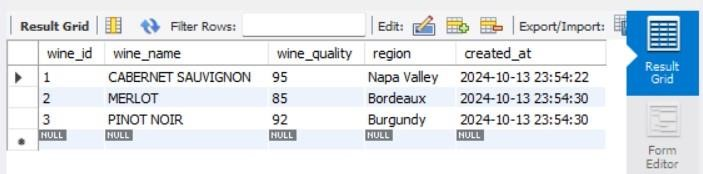 Result Grid Filter Rows: Edit: Export/Import:
wine_id wine_name wine_quality region created_at
1 CABERNET SAUVIGNON 95 Napa Valley 2024-10-13 23:54:22
2 MERLOT 85 Bordeaux 2024-10-13 23:54:30
3 PINOT NOIR 92 Burgundy 2024-10-13 23:54:30
NULL NULL NULL NULL NULL
Result
Grid
Form
Editor